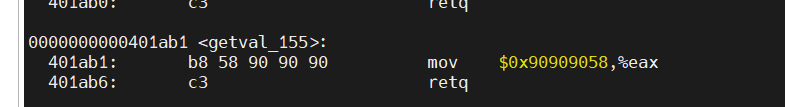 401ab0: c3 retq
0000000000401ab1 <getval_155>:
401ab1: b8 58 90 90 90 mov $0x90909058,%eax
401ab6: c3 retq